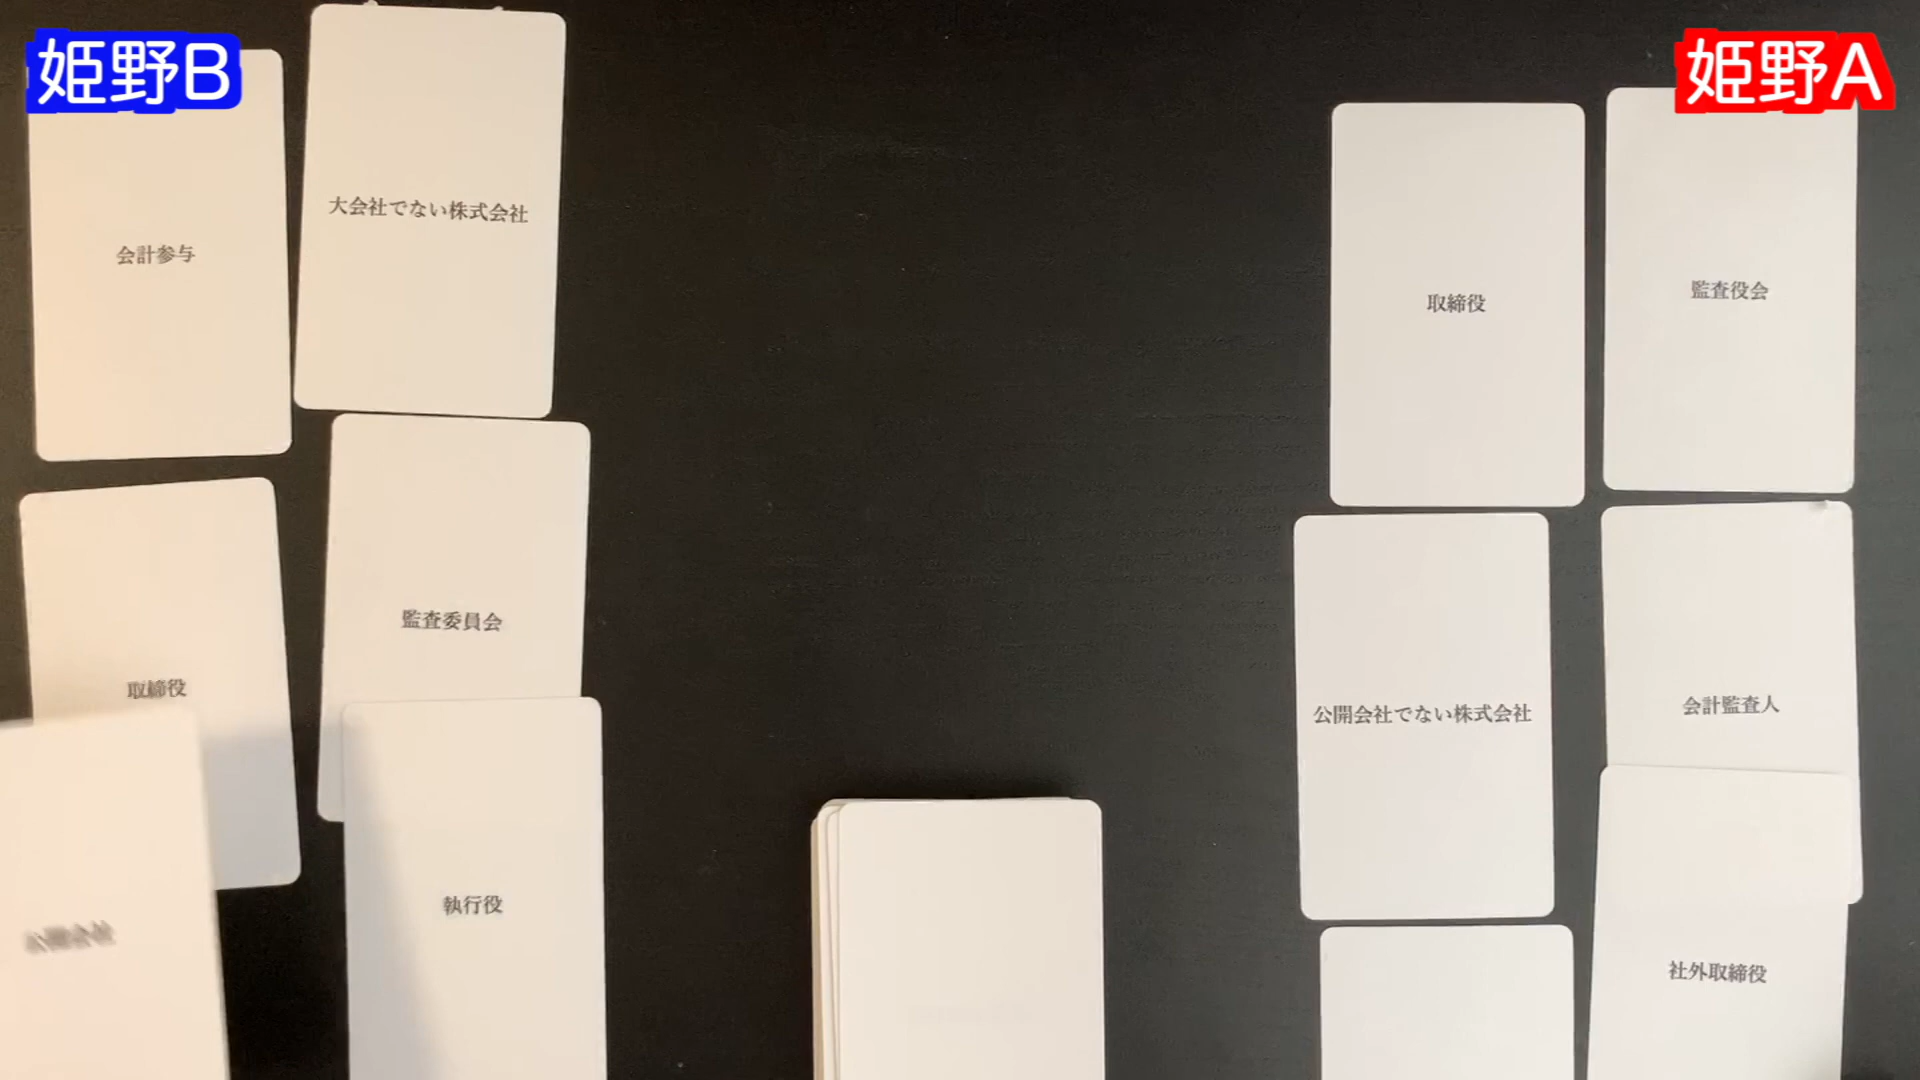 姫野B
会計参与
大会社でない株式会社
取締役
監査委員会
執行役
姫野A
取締役
監査役会
公開会社でない株式会社
会計監査人
社外取締役